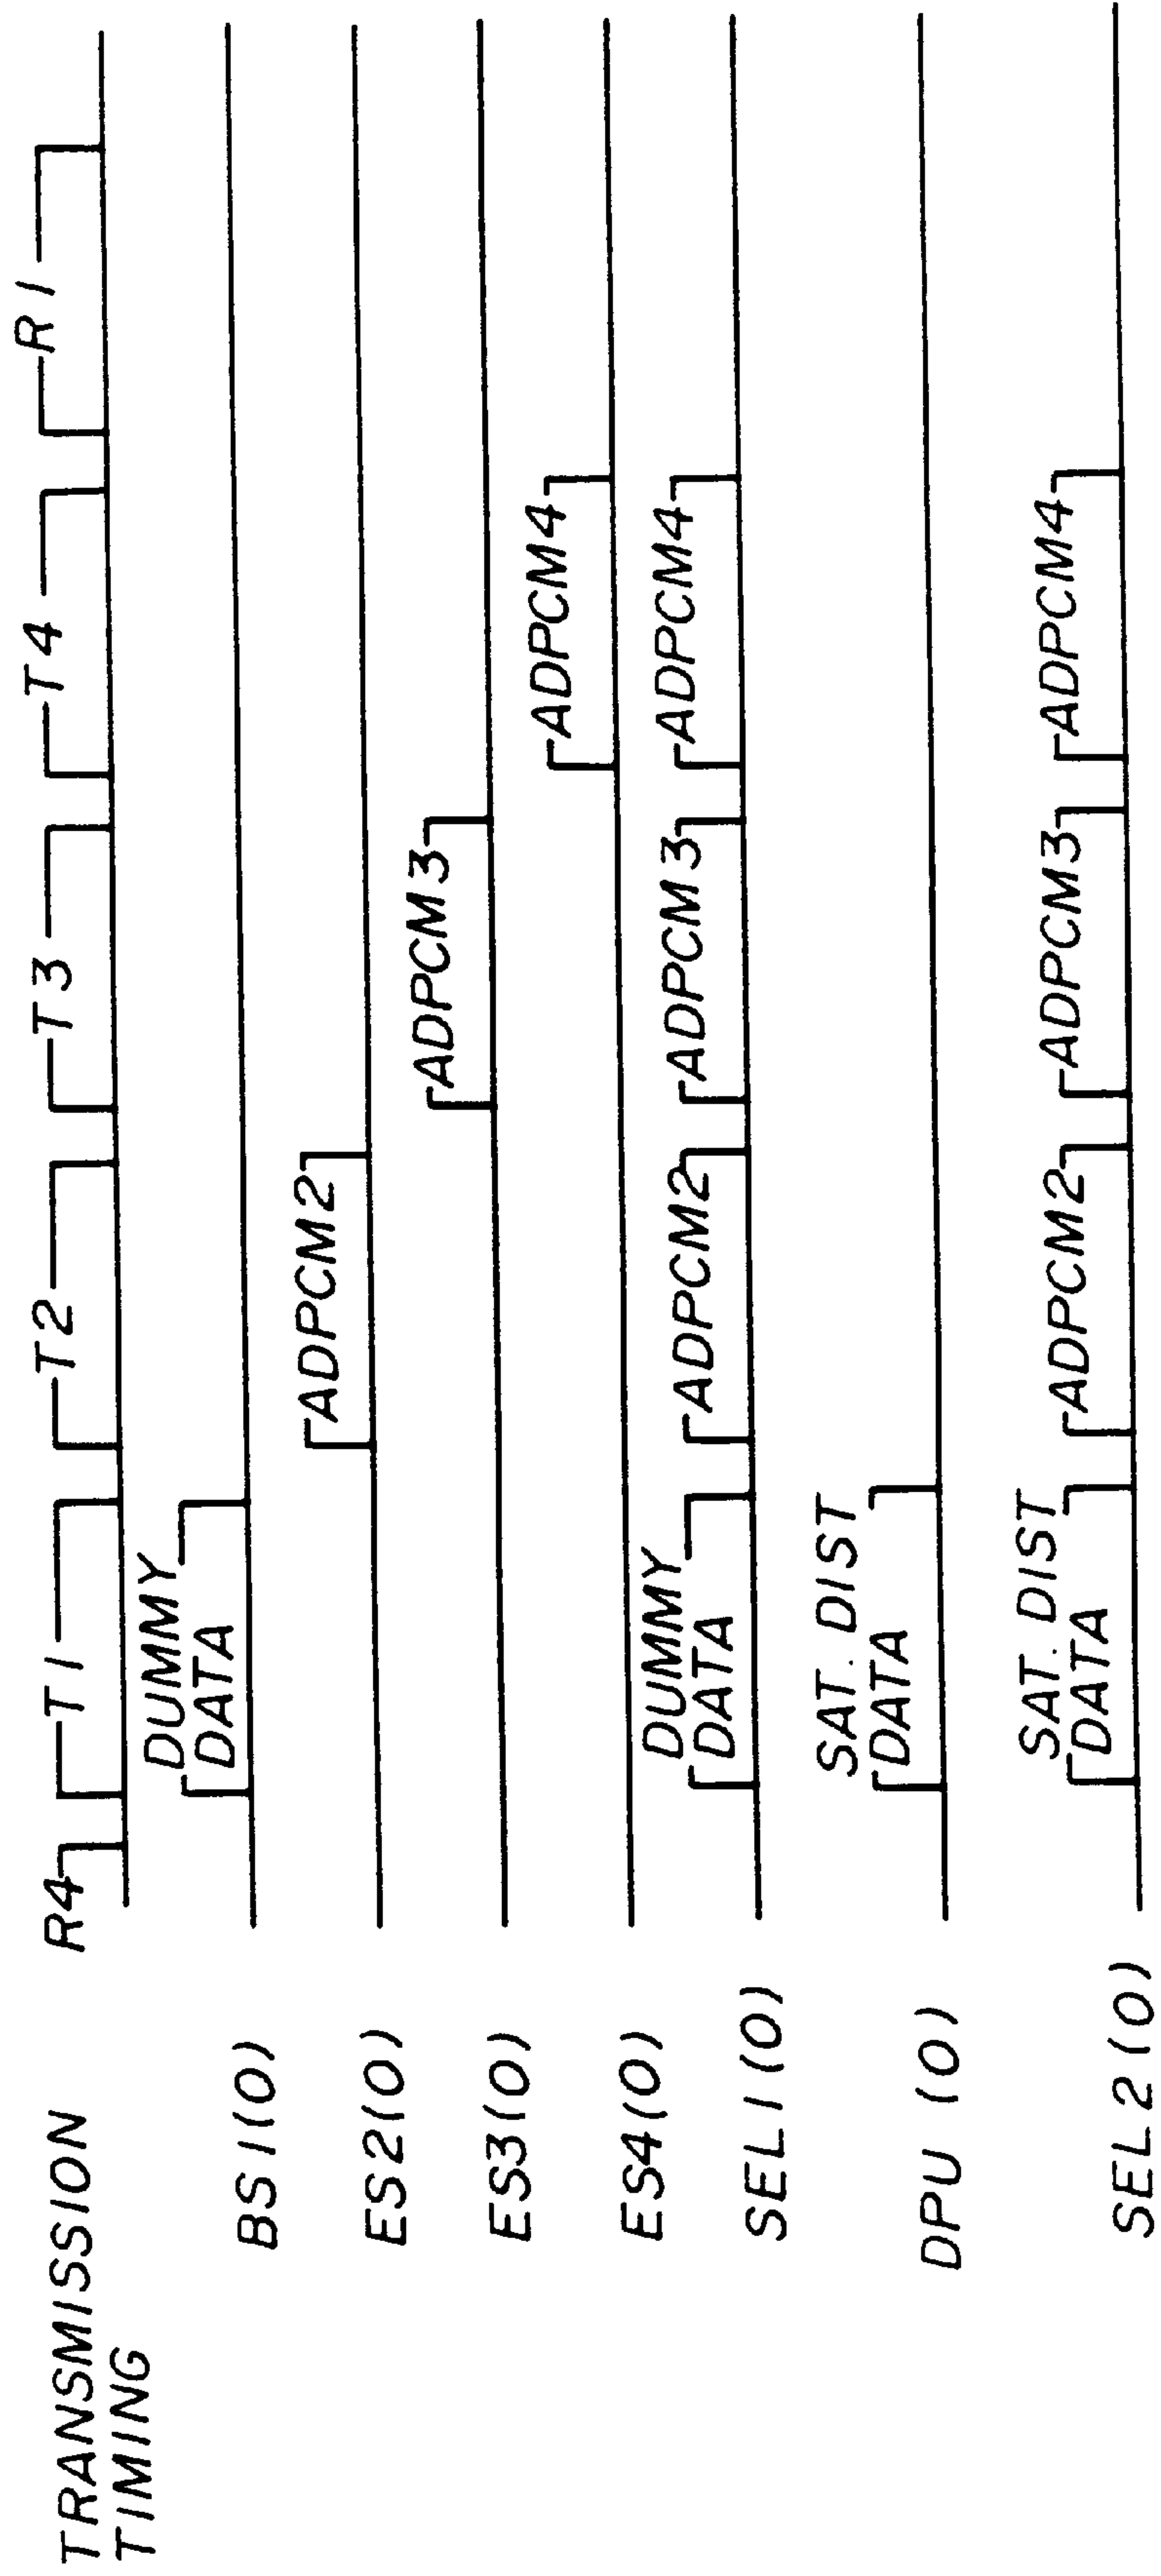 TRANSMISSION
TIMING
R4 T1 T2 T3 T4 R1
BS1(O) DUMMY
DATA
ES2(O) ADPCM2
ES3(O) ADPCM3
ES4(O) ADPCM4
SEL1(O) DUMMY
DATA ADPCM2 ADPCM3 ADPCM4
DPU (O) SAT. DIST
DATA
SEL2(O) SAT. DIST
DATA ADPCM2 ADPCM3 ADPCM4